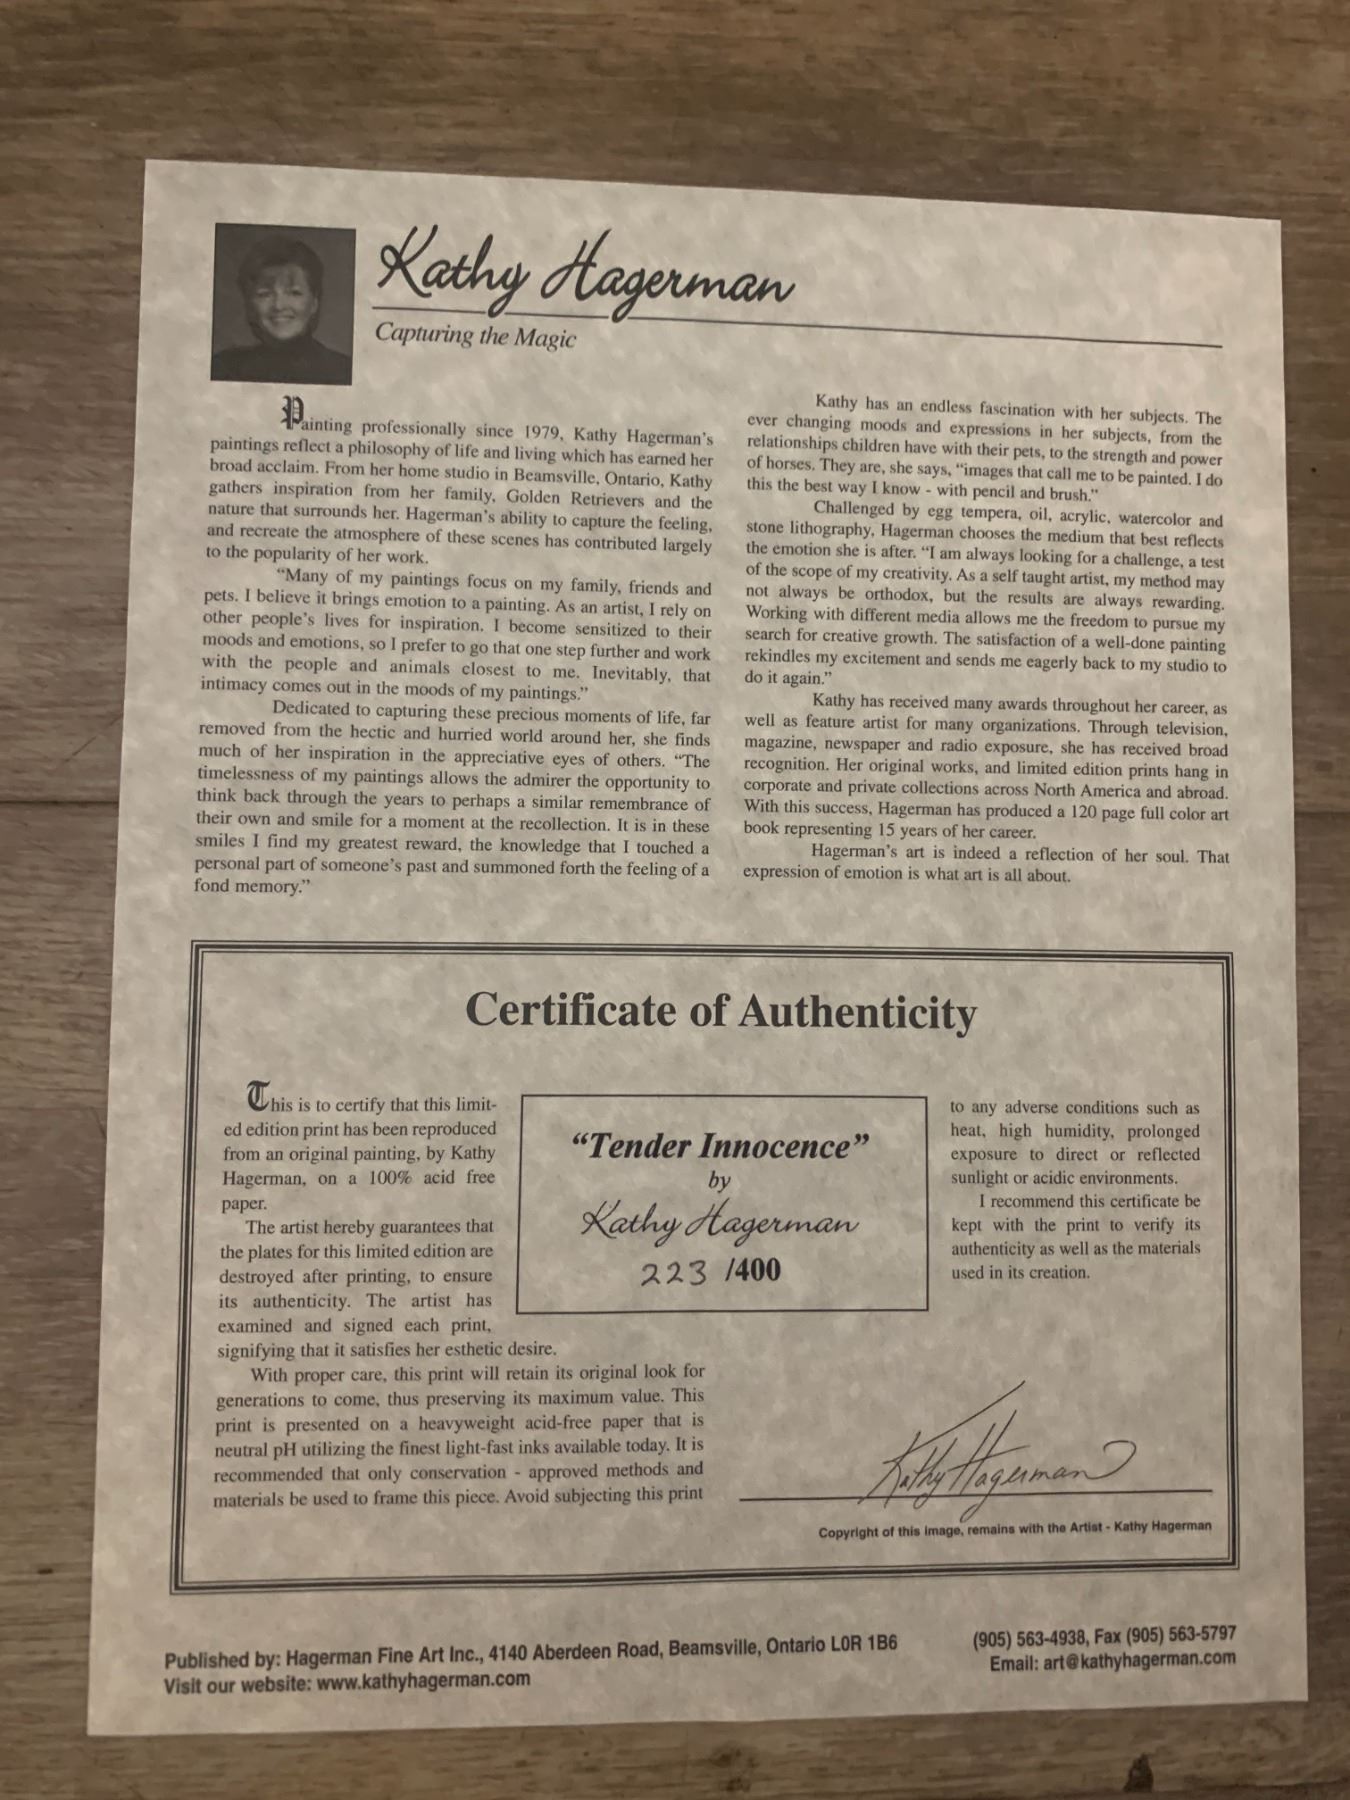 Kathy Hagerman
Capturing the Magic
Painting professionally since 1979, Kathy Hagerman's
paintings reflect a philosophy of life and living which has earned her
broad acclaim. From her home studio in Beamsville, Ontario, Kathy
gathers inspiration from her family, Golden Retrievers and the
nature that surrounds her. Hagerman's ability to capture the feeling,
and recreate the atmosphere of these scenes has contributed largely
to the popularity of her work.
“Many of my paintings focus on my family, friends and
pets. I believe it brings emotion to a painting. As an artist, I rely on
other people's lives for inspiration. I become sensitized to their
moods and emotions, so I prefer to go that one step further and work
with the people and animals closest to me. Inevitably, that
intimacy comes out in the moods of my paintings.”
Dedicated to capturing these precious moments of life, far
removed from the hectic and hurried world around her, she finds
much of her inspiration in the appreciative eyes of others. “The
timelessness of my paintings allows the admirer the opportunity to
think back through the years to perhaps a similar remembrance of
their own and smile for a moment at the recollection. It is in these
smiles I find my greatest reward, the knowledge that I touched a
personal part of someone's past and summoned forth the feeling of a
fond memory.”
Kathy has an endless fascination with her subjects. The
ever changing moods and expressions in her subjects, from the
relationships children have with their pets, to the strength and power
of horses. They are, she says, “images that call me to be painted. I do
this the best way I know - with pencil and brush.”
Challenged by egg tempera, oil, acrylic, watercolor and
stone lithography, Hagerman chooses the medium that best reflects
the emotion she is after. “I am always looking for a challenge, a test
of the scope of my creativity. As a self taught artist, my method may
not always be orthodox, but the results are always rewarding.
Working with different media allows me the freedom to pursue my
search for creative growth. The satisfaction of a well-done painting
rekindles my excitement and sends me eagerly back to my studio to
do it again.”
Kathy has received many awards throughout her career, as
well as feature artist for many organizations. Through television,
magazine, newspaper and radio exposure, she has received broad
recognition. Her original works, and limited edition prints hang in
corporate and private collections across North America and abroad.
With this success, Hagerman has produced a 120 page full color art
book representing 15 years of her career.
Hagerman's art is indeed a reflection of her soul. That
expression of emotion is what art is all about.
Certificate of Authenticity
This is to certify that this limit-
ed edition print has been reproduced
from an original painting, by Kathy
Hagerman, on a 100% acid free
paper.
The artist hereby guarantees that
the plates for this limited edition are
destroyed after printing, to ensure
its authenticity. The artist has
examined and signed each print,
signifying that it satisfies her esthetic desire.
With proper care, this print will retain its original look for
generations to come, thus preserving its maximum value. This
print is presented on a heavyweight acid-free paper that is
neutral pH utilizing the finest light-fast inks available today. It is
recommended that only conservation - approved methods and
materials be used to frame this piece. Avoid subjecting this print
“Tender Innocence”
by
Kathy Hagerman
223 /400
to any adverse conditions such as
heat, high humidity, prolonged
exposure to direct or reflected
sunlight or acidic environments.
I recommend this certificate be
kept with the print to verify its
authenticity as well as the materials
used in its creation.
Kathy Hagerman
Copyright of this image, remains with the Artist - Kathy Hagerman
Published by: Hagerman Fine Art Inc., 4140 Aberdeen Road, Beamsville, Ontario L0R 1B6
Visit our website: www.kathyhagerman.com
(905) 563-4938, Fax (905) 563-5797
Email: art@kathyhagerman.com